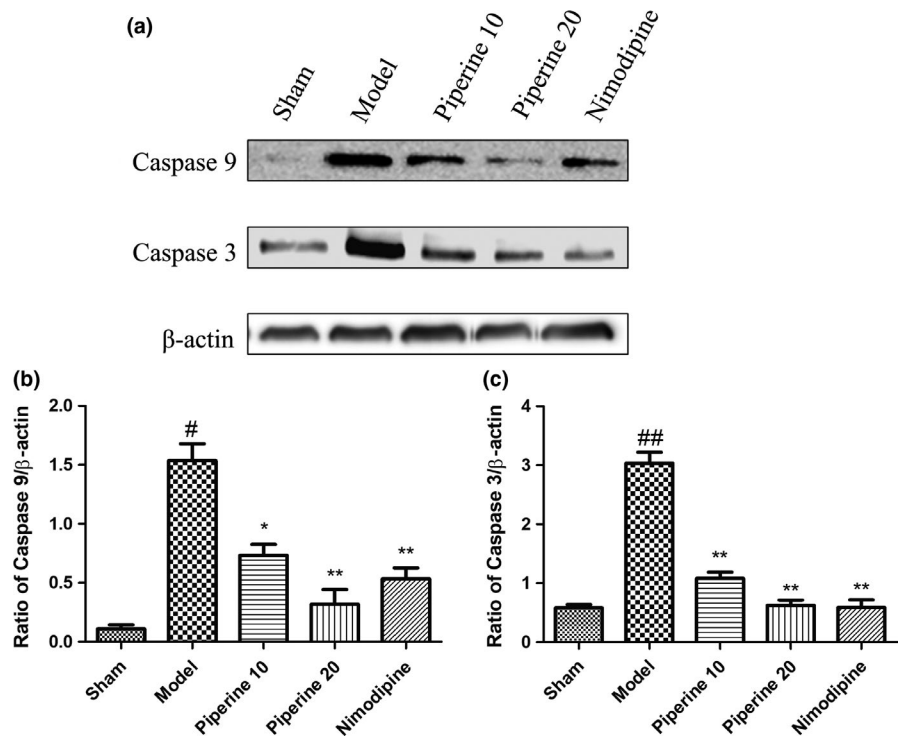 (a)
Sham
Model
Piperine 10
Piperine 20
Nimodipine
Caspase 9
Caspase 3
β-actin
(b)
Ratio of Caspase 9/β-actin
2.0
1.5
1.0
0.5
0.0
#
*
**
**
Sham
Model
Piperine 10
Piperine 20
Nimodipine
(c)
Ratio of Caspase 3/β-actin
4
3
2
1
0
##
**
**
**
Sham
Model
Piperine 10
Piperine 20
Nimodipine